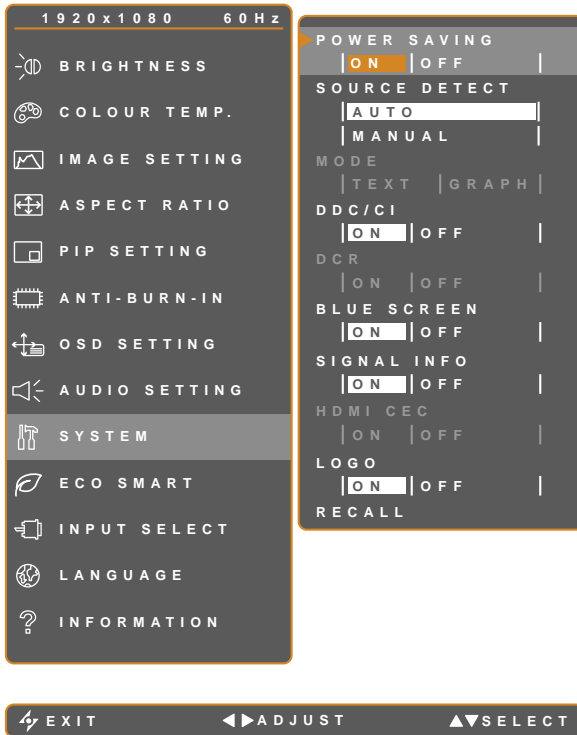 1920x1080 60Hz
BRIGHTNESS
COLOUR TEMP.
IMAGE SETTING
ASPECT RATIO
PIP SETTING
ANTI-BURN-IN
OSD SETTING
AUDIO SETTING
SYSTEM
ECO SMART
INPUT SELECT
LANGUAGE
INFORMATION
POWER SAVING
ON OFF
SOURCE DETECT
AUTO
MANUAL
MODE
TEXT GRAPH
DDC/CI
ON OFF
DCR
ON OFF
BLUE SCREEN
ON OFF
SIGNAL INFO
ON OFF
HDMI CEC
ON OFF
LOGO
ON OFF
RECALL
EXIT ADJUST SELECT